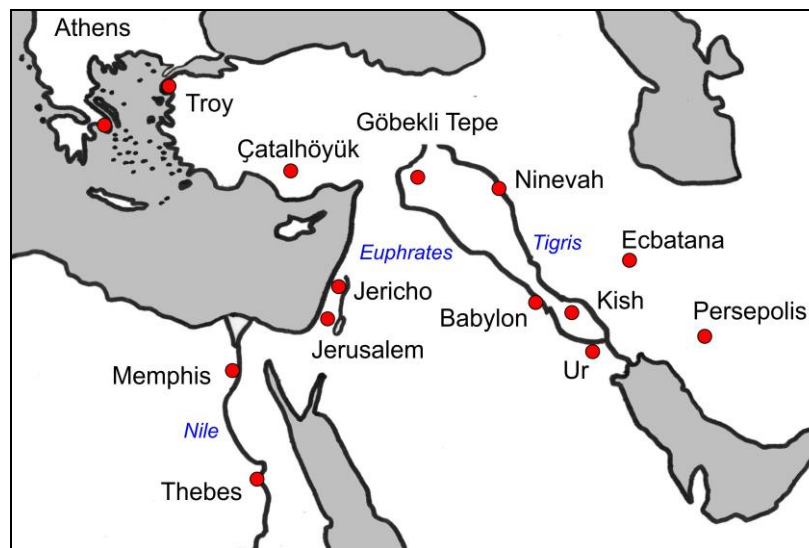 Athens
Troy
Göbekli Tepe
Çatalhöyük
Ninevah
Euphrates
Tigris
Ecbatana
Jericho
Babylon
Kish
Persepolis
Jerusalem
Ur
Memphis
Nile
Thebes